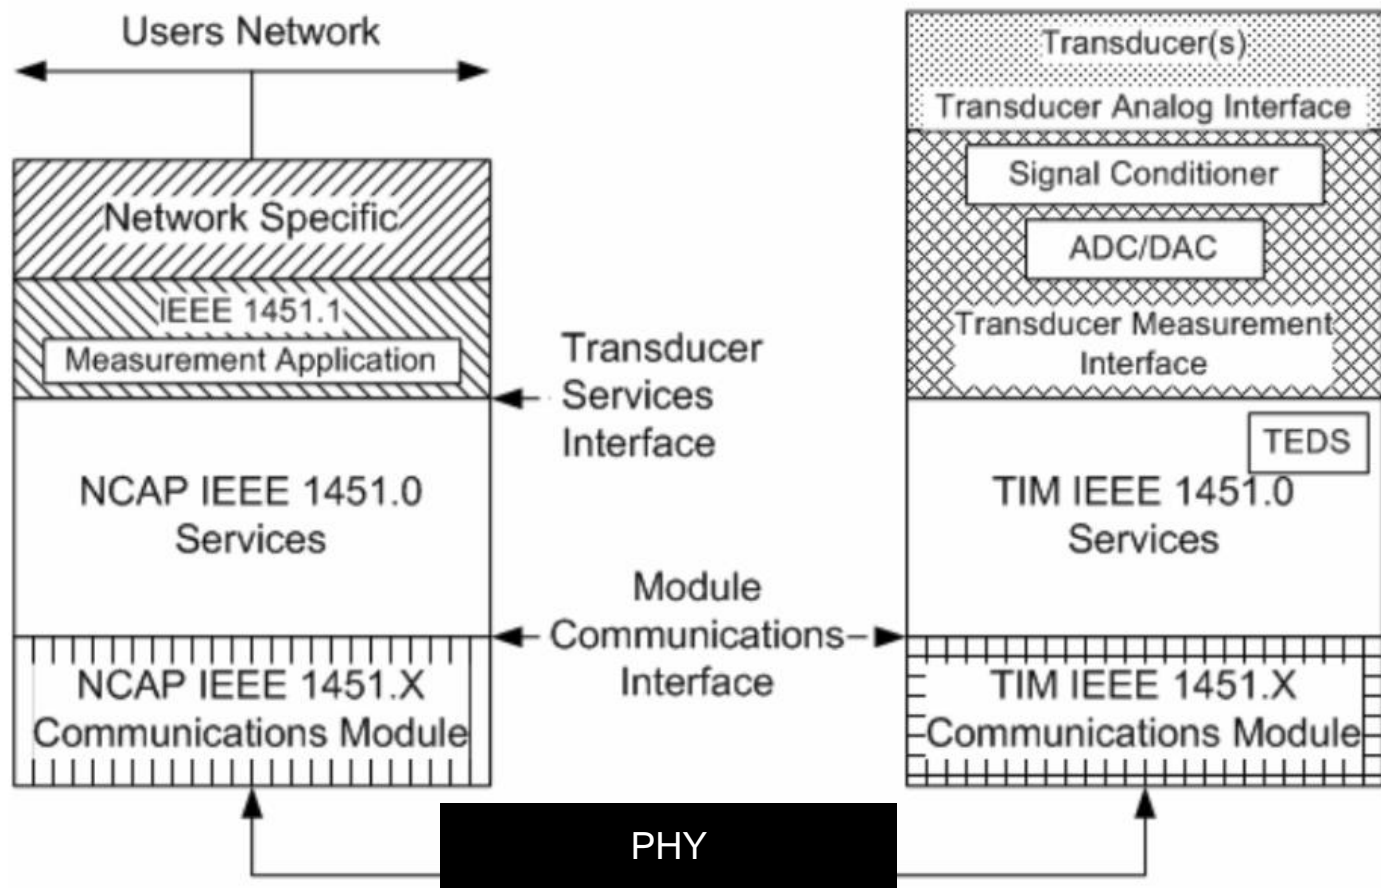 Users Network
Network Specific
IEEE 1451.1
Measurement Application
NCAP IEEE 1451.0
Services
NCAP IEEE 1451.X
Communications Module
Transducer
Services
Interface
Module
Communications
Interface
Transducer(s)
Transducer Analog Interface
Signal Conditioner
ADC/DAC
Transducer Measurement
Interface
TEDS
TIM IEEE 1451.0
Services
TIM IEEE 1451.X
Communications Module
PHY